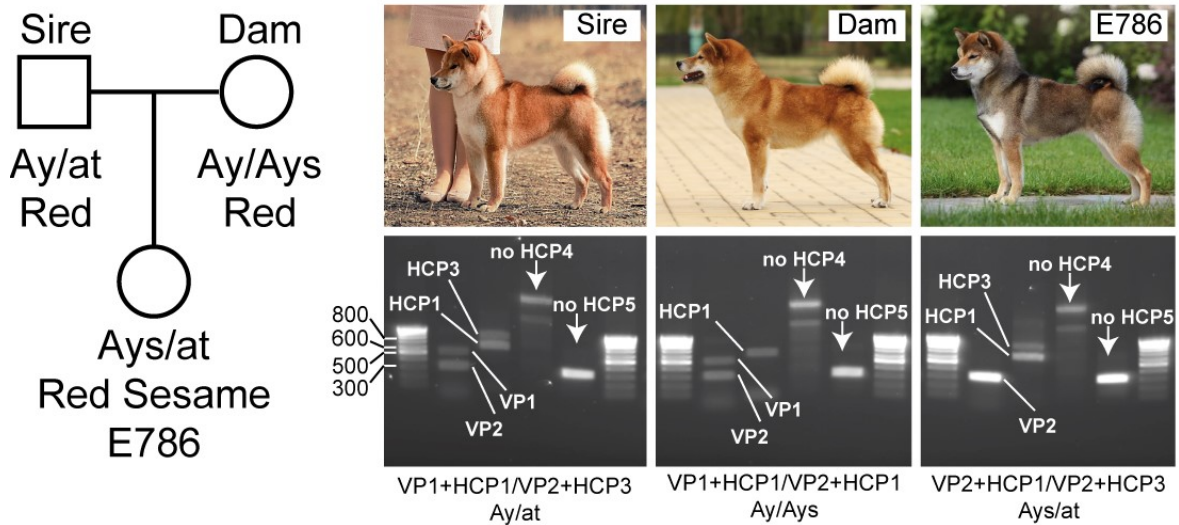 Sire
Dam
Ay/at
Red
Ay/Ays
Red
Ays/at
Red Sesame
E786
Sire
Dam
E786
800
600
500
300
HCP3
HCP1
no HCP4
no HCP5
VP1
VP2
HCP1
no HCP4
no HCP5
VP1
VP2
HCP3
HCP1
no HCP4
no HCP5
VP2
VP1+HCP1/VP2+HCP3
Ay/at
VP1+HCP1/VP2+HCP1
Ay/Ays
VP2+HCP1/VP2+HCP3
Ays/at